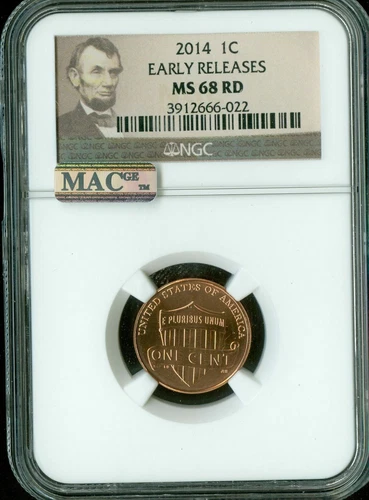 2014 1C
EARLY RELEASES
MS 68 RD
3912666-022
NGC
MAC GE ™
UNITED STATES OF AMERICA
E PLURIBUS UNUM
ONE CENT